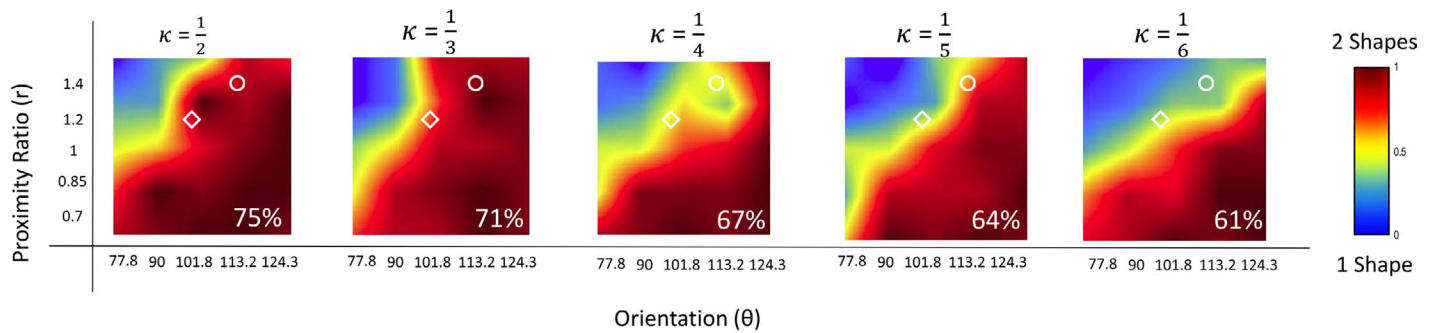 κ = 1/2
κ = 1/3
κ = 1/4
κ = 1/5
κ = 1/6
2 Shapes
Proximity Ratio (r)
1.4
1.2
1
0.85
0.7
75%
71%
67%
64%
61%
1
0.5
0
1 Shape
77.8 90 101.8 113.2 124.3
77.8 90 101.8 113.2 124.3
77.8 90 101.8 113.2 124.3
77.8 90 101.8 113.2 124.3
77.8 90 101.8 113.2 124.3
Orientation (θ)